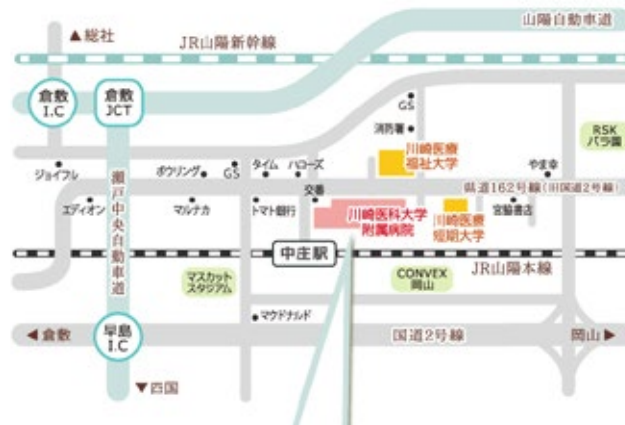 山陽自動車道
▲総社
JR山陽新幹線
倉敷
I.C
倉敷
JCT
GS
消防署
川崎医療
福祉大学
RSK
バラ園
ジョイフル
ボウリング
GS
タイム
ハローズ
やま幸
交番
県道162号線(旧国道2号線)
エディオン
マルナカ
トマト銀行
川崎医科大学
附属病院
川崎医療
短期大学
宮脇書店
瀬戸中央自動車道
中庄駅
JR山陽本線
マスカット
スタジアム
CONVEX
岡山
マクドナルド
◀倉敷
早島
I.C
国道2号線
岡山▶
▼四国